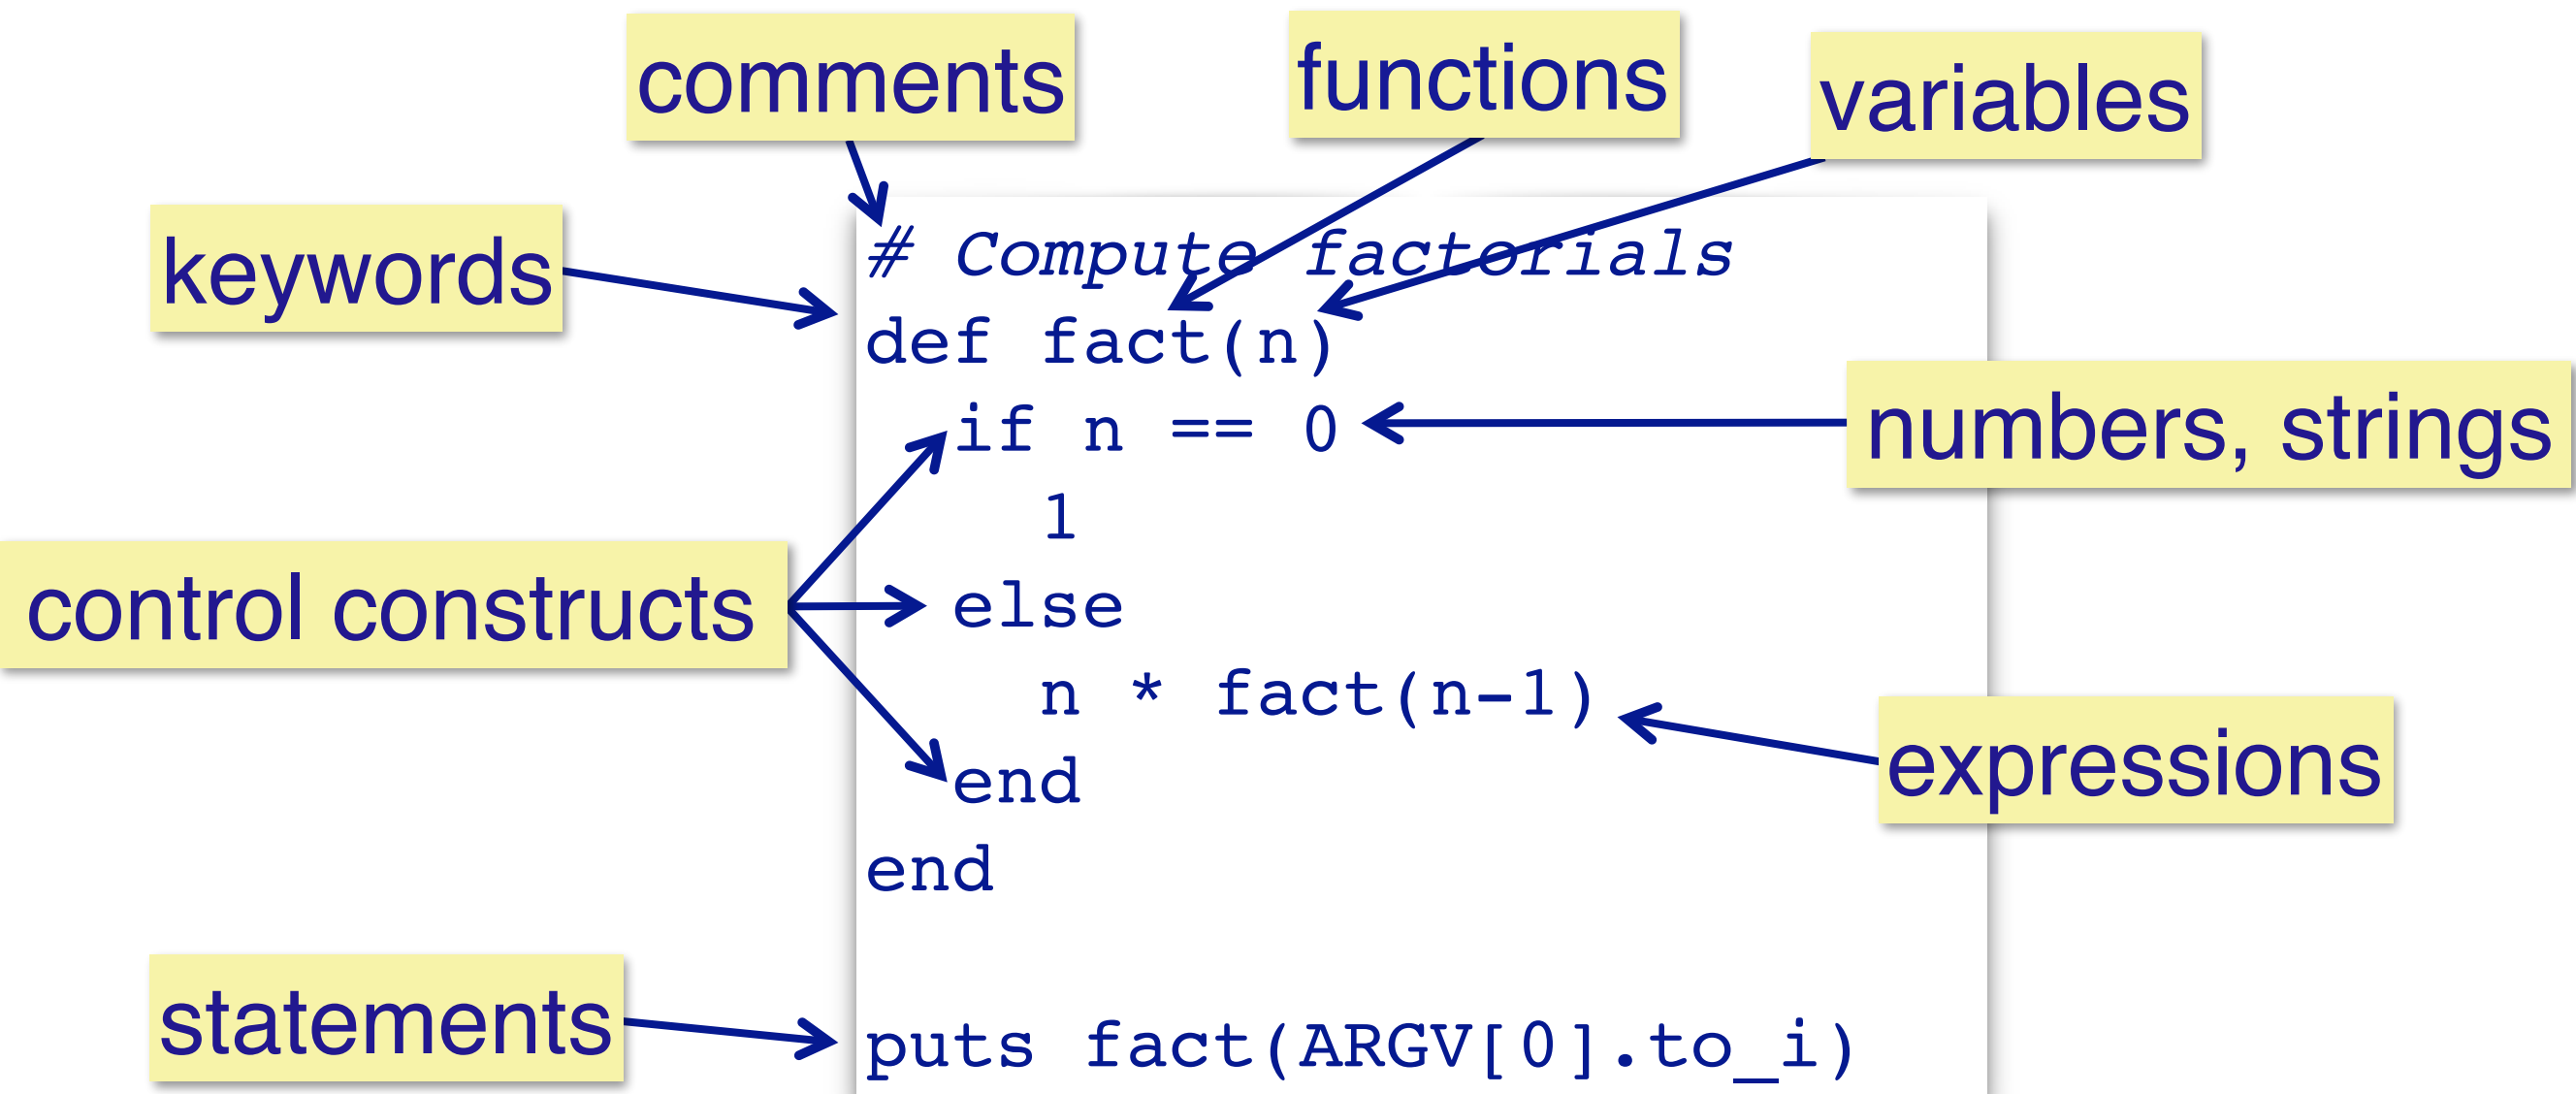 comments
functions
variables
keywords
# Compute factorials
def fact(n)
if n == 0
numbers, strings
1
control constructs
else
n * fact(n-1)
expressions
end
end
statements
puts fact(ARGV[0].to_i)